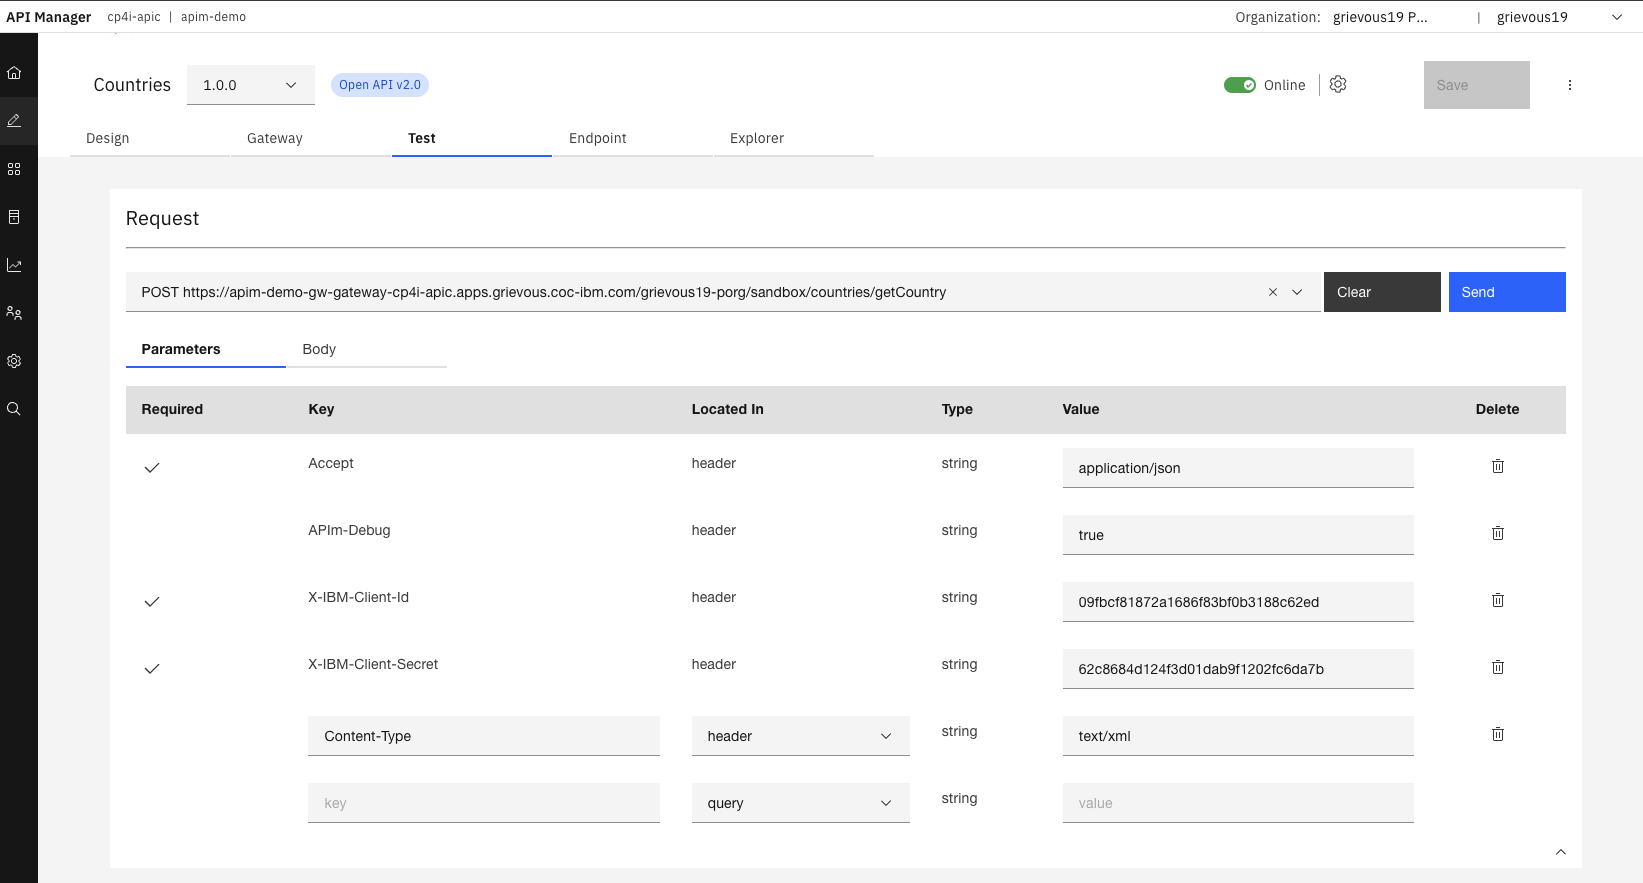 API Manager cp4i-apic | apim-demo Organization: grievous19 P... | grievous19
Countries 1.0.0 Open API v2.0 Online Save
Design Gateway Test Endpoint Explorer
Request
POST https://apim-demo-gw-gateway-cp4i-apic.apps.grievous.coc-ibm.com/grievous19-porg/sandbox/countries/getCountry Clear Send
Parameters Body
Required Key Located In Type Value Delete
Accept header string application/json
APIm-Debug header string true
X-IBM-Client-Id header string 09fbcf81872a1686f83bf0b3188c62ed
X-IBM-Client-Secret header string 62c8684d124f3d01dab9f1202fc6da7b
Content-Type header string text/xml
key query string value